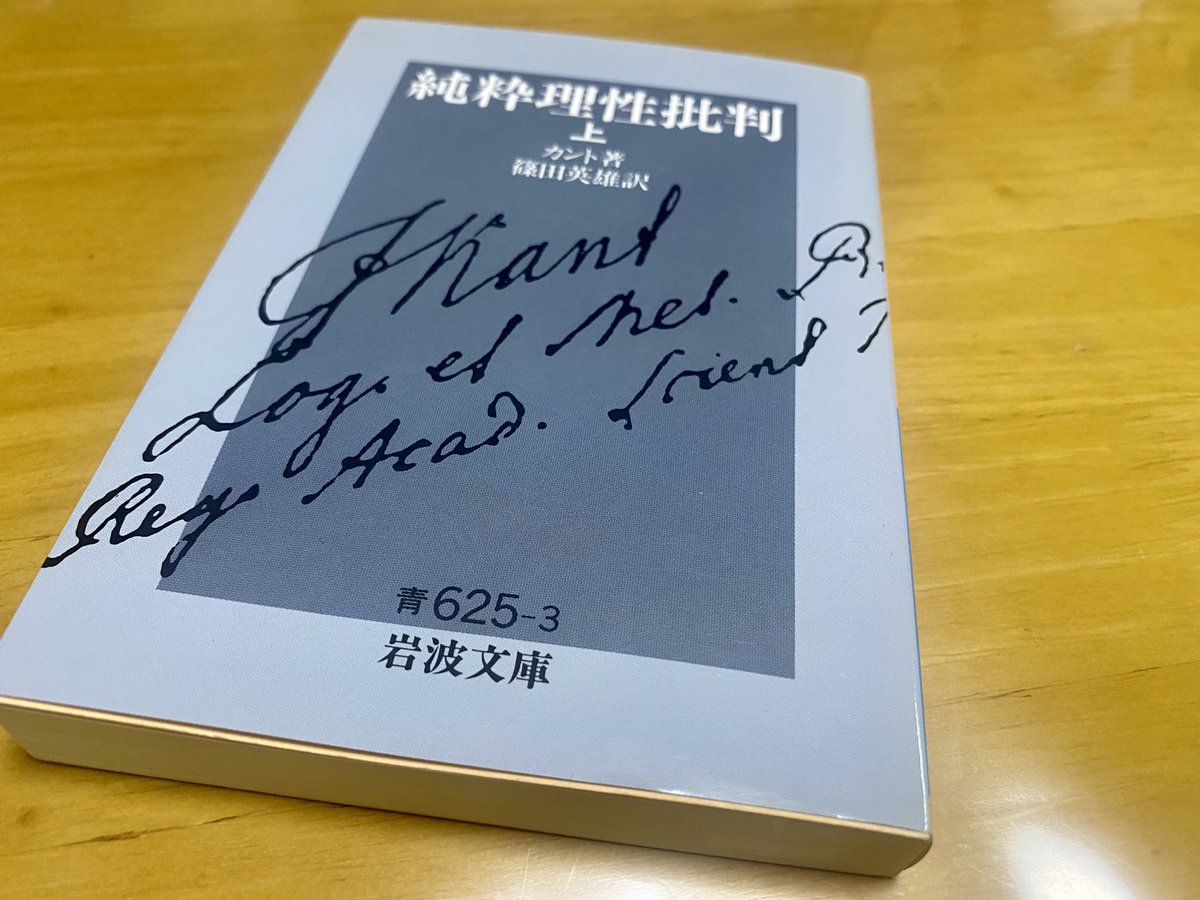 純粋理性批判
上
カント著
篠田英雄訳
I Kant
Log. et Met.
Reg. Acad. Scient
青625-3
岩波文庫